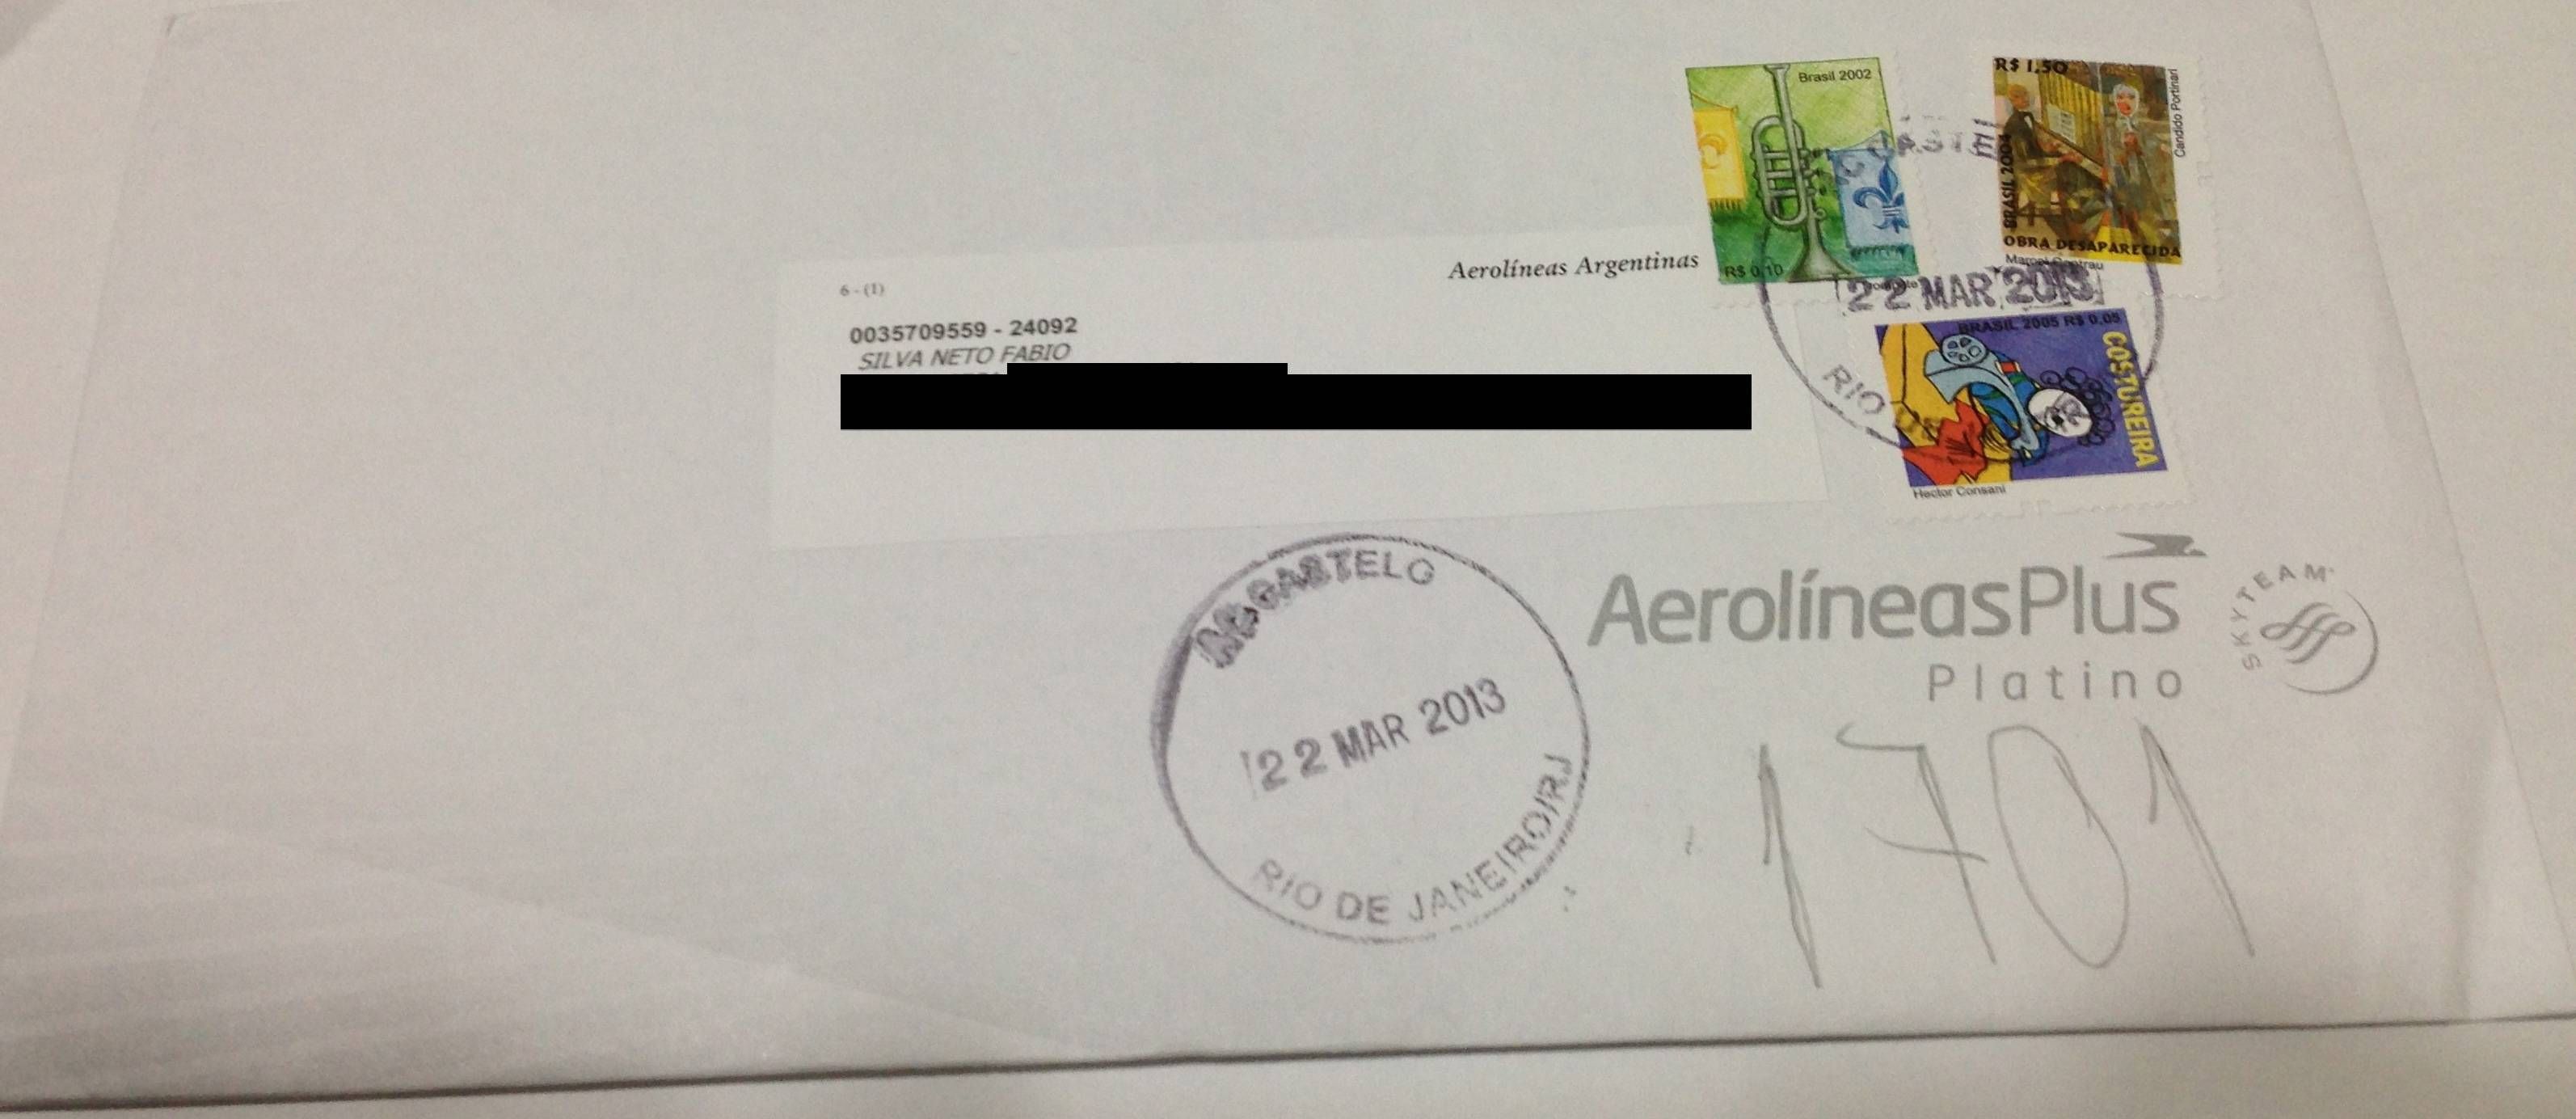 Brasil 2002
R$ 0,10
R$ 1,50
Candido Portinari
BRASIL 2004
OBRA DESAPARECIDA
Aerolíneas Argentinas
6 - (1)
0035709559 - 24092
SILVA NETO FABIO
22 MAR 2013
RIO DE
BRASIL 2005 R$ 0,05
COSTUREIRA
Hector Consani
CASTELO
22 MAR 2013
RIO DE JANEIRO/RJ
AerolíneasPlus
Platino
SKYTEAM
1701